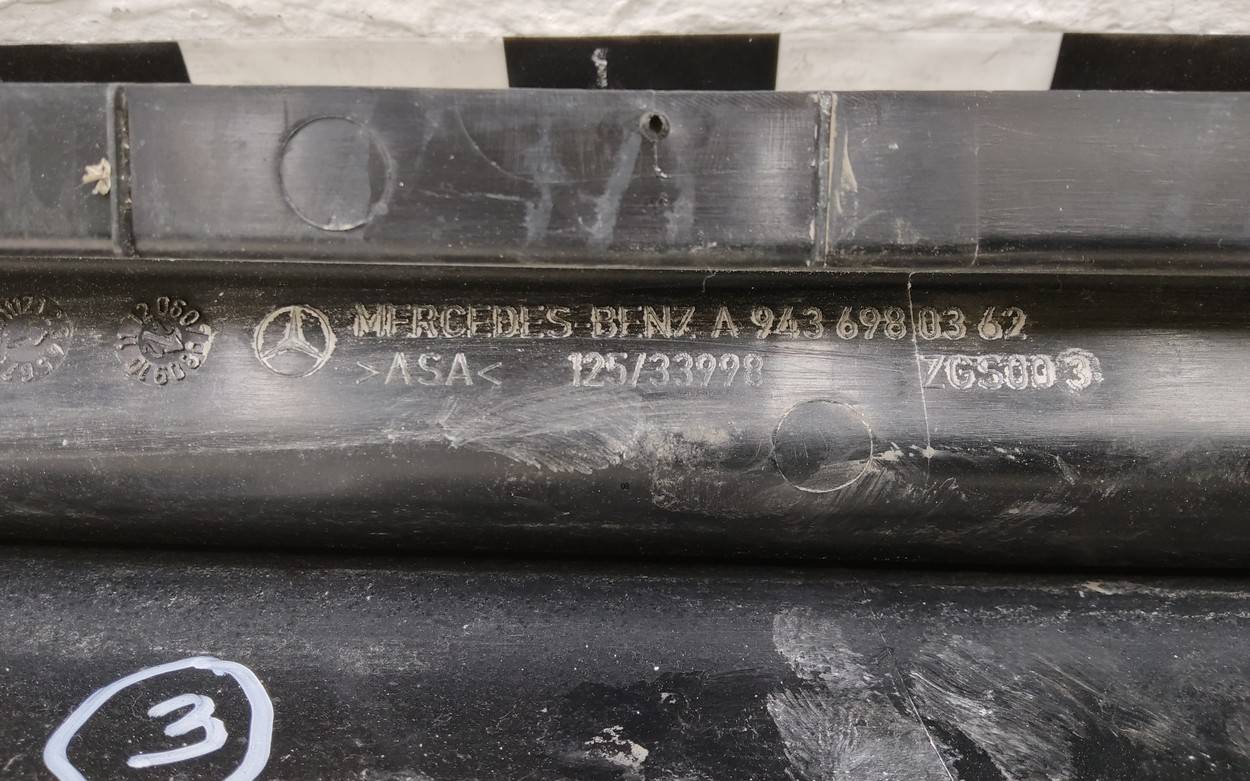 MERCEDES-BENZ A 943 698 03 62
>ASA< 125/33998 ZGS003
3